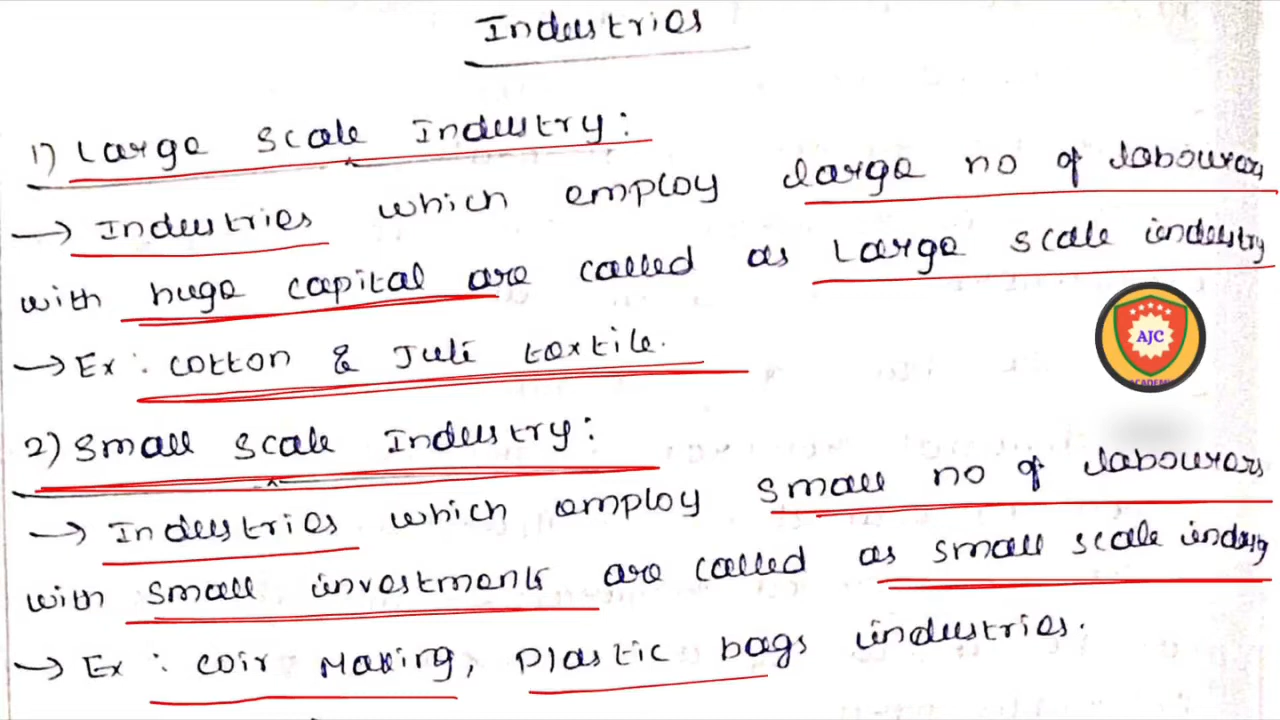 Industries
1) Large Scale Industry:
→ Industries which employ large no of labourers
with huge capital are called as Large scale industry
→ Ex: Cotton & Jute textile.
2) Small Scale Industry:
→ Industries which employ small no of labourers
with small investments are called as small scale industry
→ Ex: Coir Making, Plastic bags industries.
AJC
ACADEMY